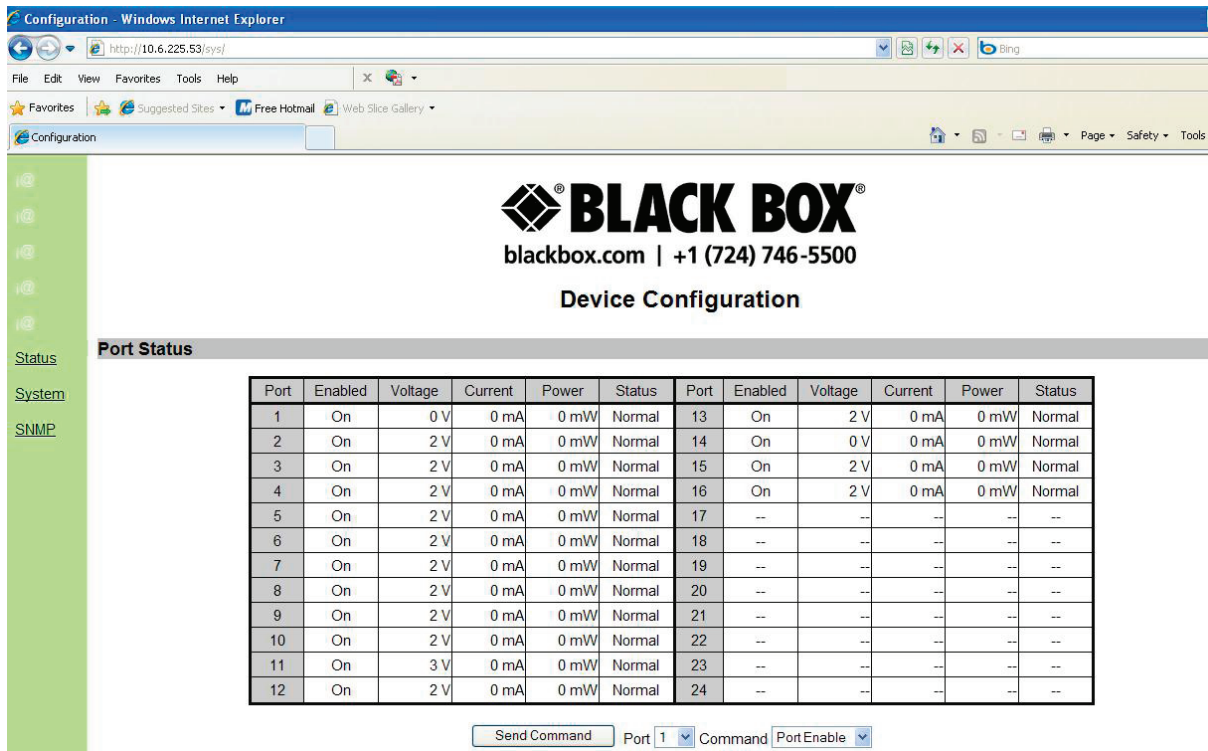 Configuration - Windows Internet Explorer
http://10.6.225.53/sys/
Bing
File Edit View Favorites Tools Help
Favorites Suggested Sites Free Hotmail Web Slice Gallery
Configuration
Page Safety Tools
i@
i@
i@
i@
i@
BLACK BOX®
blackbox.com | +1 (724) 746-5500
Device Configuration
Status
System
SNMP
Port Status
Port Enabled Voltage Current Power Status Port Enabled Voltage Current Power Status
1 On 0 V 0 mA 0 mW Normal 13 On 2 V 0 mA 0 mW Normal
2 On 2 V 0 mA 0 mW Normal 14 On 0 V 0 mA 0 mW Normal
3 On 2 V 0 mA 0 mW Normal 15 On 2 V 0 mA 0 mW Normal
4 On 2 V 0 mA 0 mW Normal 16 On 2 V 0 mA 0 mW Normal
5 On 2 V 0 mA 0 mW Normal 17 -- -- -- -- --
6 On 2 V 0 mA 0 mW Normal 18 -- -- -- -- --
7 On 2 V 0 mA 0 mW Normal 19 -- -- -- -- --
8 On 2 V 0 mA 0 mW Normal 20 -- -- -- -- --
9 On 2 V 0 mA 0 mW Normal 21 -- -- -- -- --
10 On 2 V 0 mA 0 mW Normal 22 -- -- -- -- --
11 On 3 V 0 mA 0 mW Normal 23 -- -- -- -- --
12 On 2 V 0 mA 0 mW Normal 24 -- -- -- -- --
Send Command Port 1 Command Port Enable